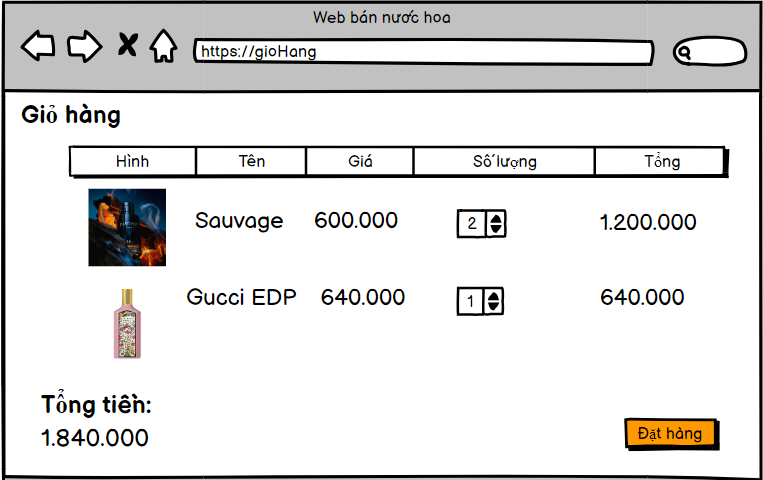 Web bán nước hoa
https://gioHang
Giỏ hàng
Hình Tên Giá Số lượng Tổng
Sauvage 600.000 2 1.200.000
Gucci EDP 640.000 1 640.000
Tổng tiền:
1.840.000
Đặt hàng